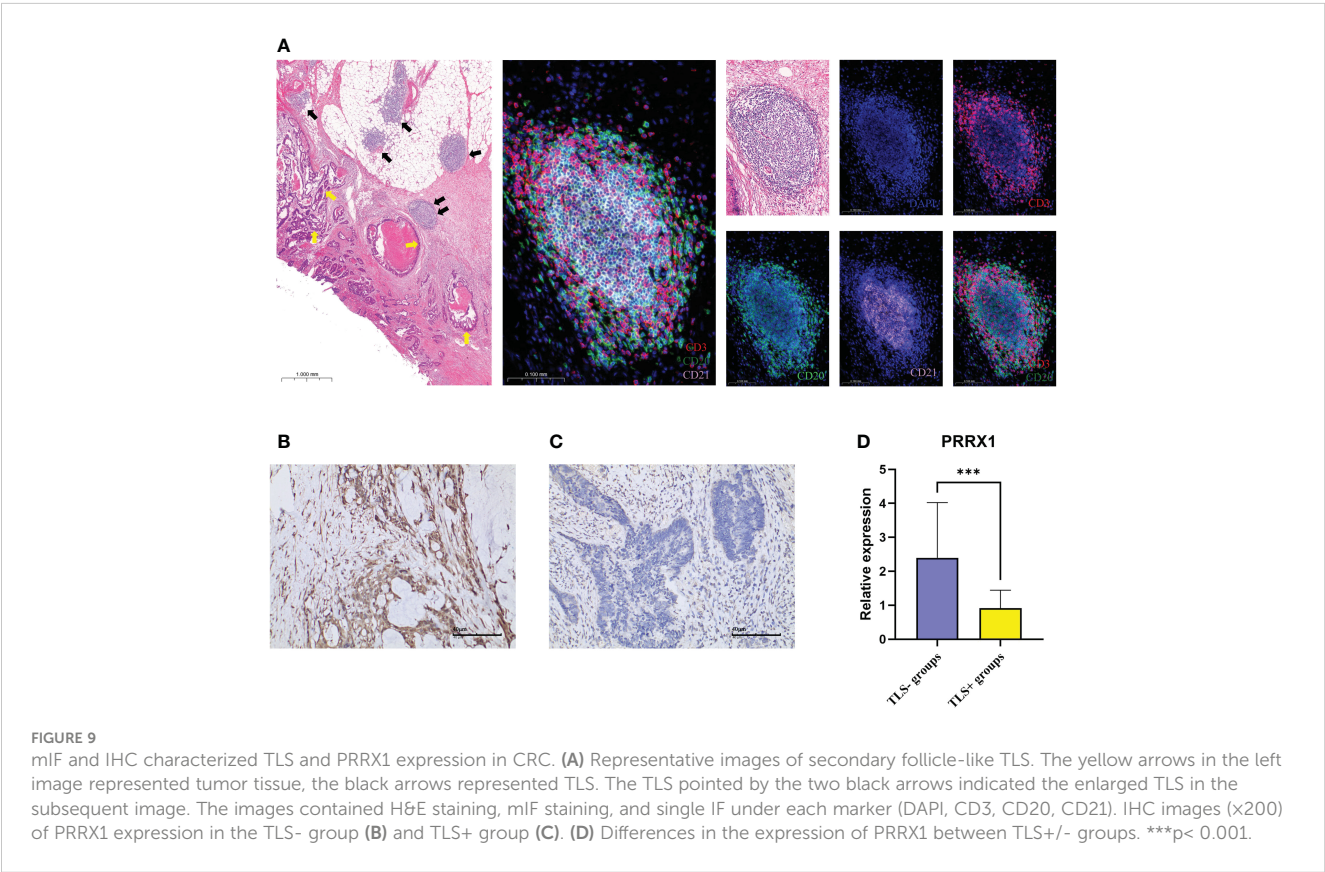 A
1.000 mm
CD3
CD20
CD21
0.100 mm
DAPI
CD3
CD20
CD21
CD3
CD20
B
C
D
40μm
40μm
PRRX1
Relative expression
5
4
3
2
1
0
***
TLS- groups
TLS+ groups
FIGURE 9
mIF and IHC characterized TLS and PRRX1 expression in CRC. (A) Representative images of secondary follicle-like TLS. The yellow arrows in the left
image represented tumor tissue, the black arrows represented TLS. The TLS pointed by the two black arrows indicated the enlarged TLS in the
subsequent image. The images contained H&E staining, mIF staining, and single IF under each marker (DAPI, CD3, CD20, CD21). IHC images (×200)
of PRRX1 expression in the TLS- group (B) and TLS+ group (C). (D) Differences in the expression of PRRX1 between TLS+/- groups. ***p< 0.001.